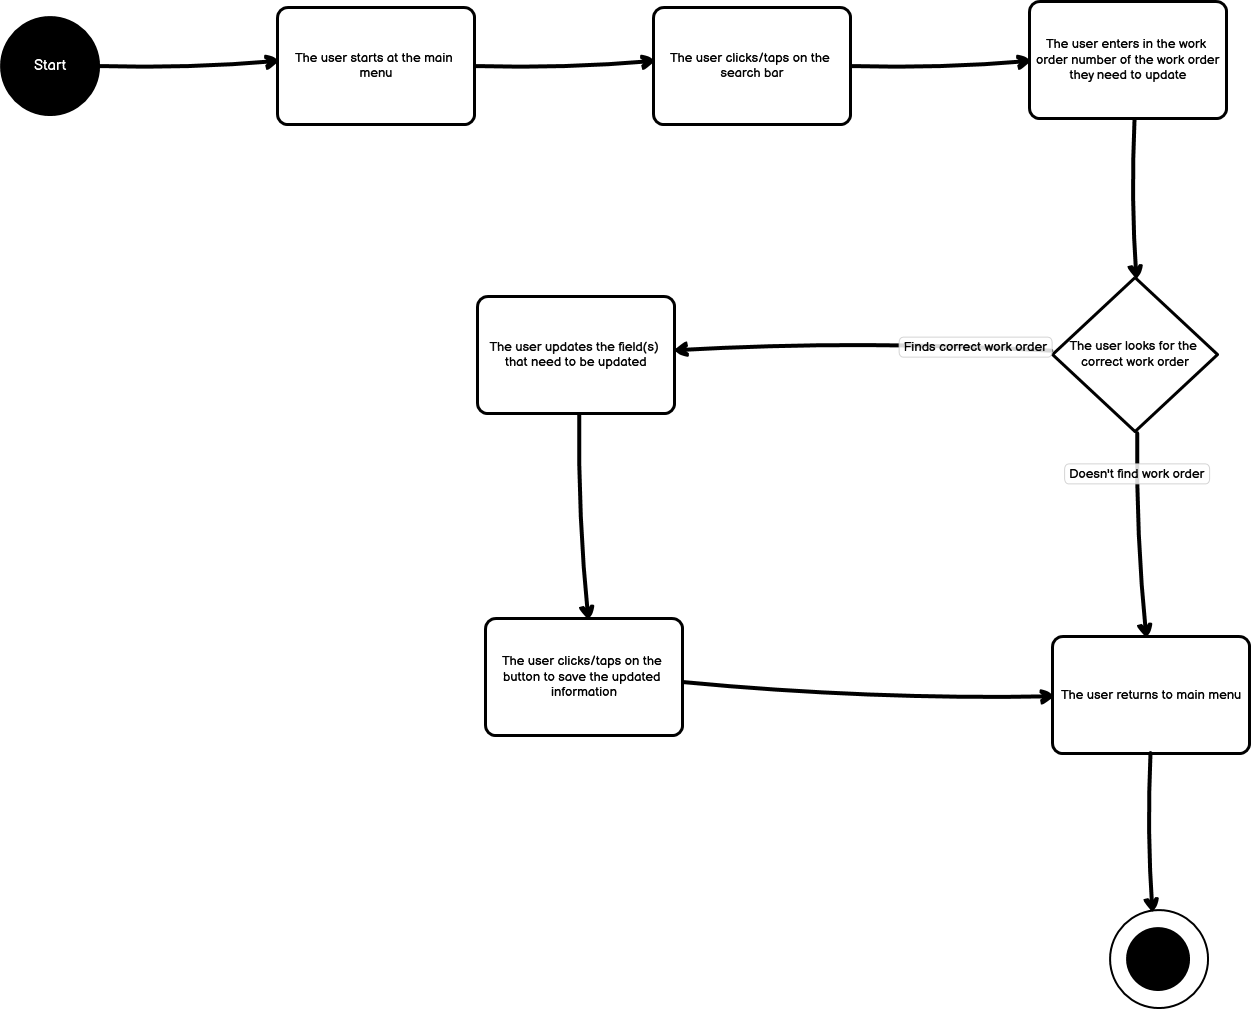 Start
The user starts at the main
menu
The user clicks/taps on the
search bar
The user enters in the work
order number of the work order
they need to update
The user looks for the
correct work order
Finds correct work order
The user updates the field(s)
that need to be updated
Doesn't find work order
The user clicks/taps on the
button to save the updated
information
The user returns to main menu